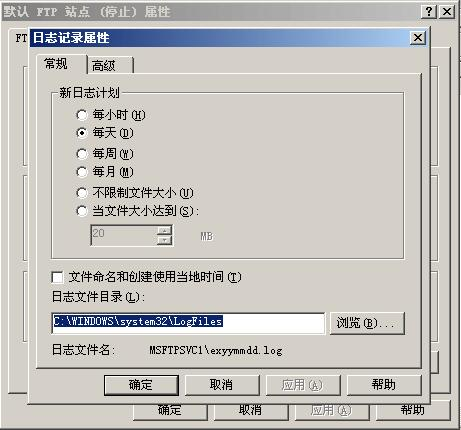 默认 FTP 站点 (停止) 属性
FT
日志记录属性
常规
高级
新日志计划
每小时(H)
每天(D)
每周(W)
每月(M)
不限制文件大小(U)
当文件大小达到(S):
20
MB
文件命名和创建使用当地时间(T)
日志文件目录(L):
C:\WINDOWS\system32\LogFiles
浏览(B)...
日志文件名: MSFTPSVC1\exyymmdd.log
确定
取消
应用(A)
帮助
确定
取消
应用(A)
帮助